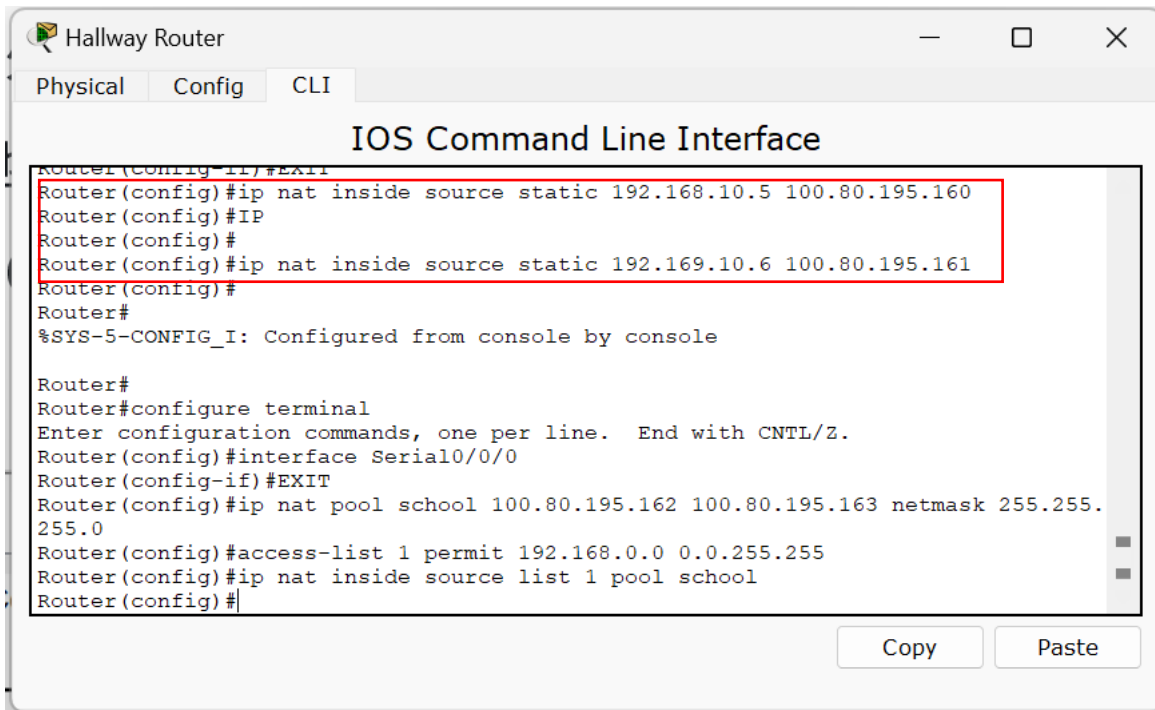 Hallway Router
Physical Config CLI
IOS Command Line Interface
Router(config-if)#EXIT
Router(config)#ip nat inside source static 192.168.10.5 100.80.195.160
Router(config)#IP
Router(config)#
Router(config)#ip nat inside source static 192.169.10.6 100.80.195.161
Router(config)#
Router#
%SYS-5-CONFIG_I: Configured from console by console
Router#
Router#configure terminal
Enter configuration commands, one per line.  End with CNTL/Z.
Router(config)#interface Serial0/0/0
Router(config-if)#EXIT
Router(config)#ip nat pool school 100.80.195.162 100.80.195.163 netmask 255.255.
255.0
Router(config)#access-list 1 permit 192.168.0.0 0.0.255.255
Router(config)#ip nat inside source list 1 pool school
Router(config)#
Copy Paste